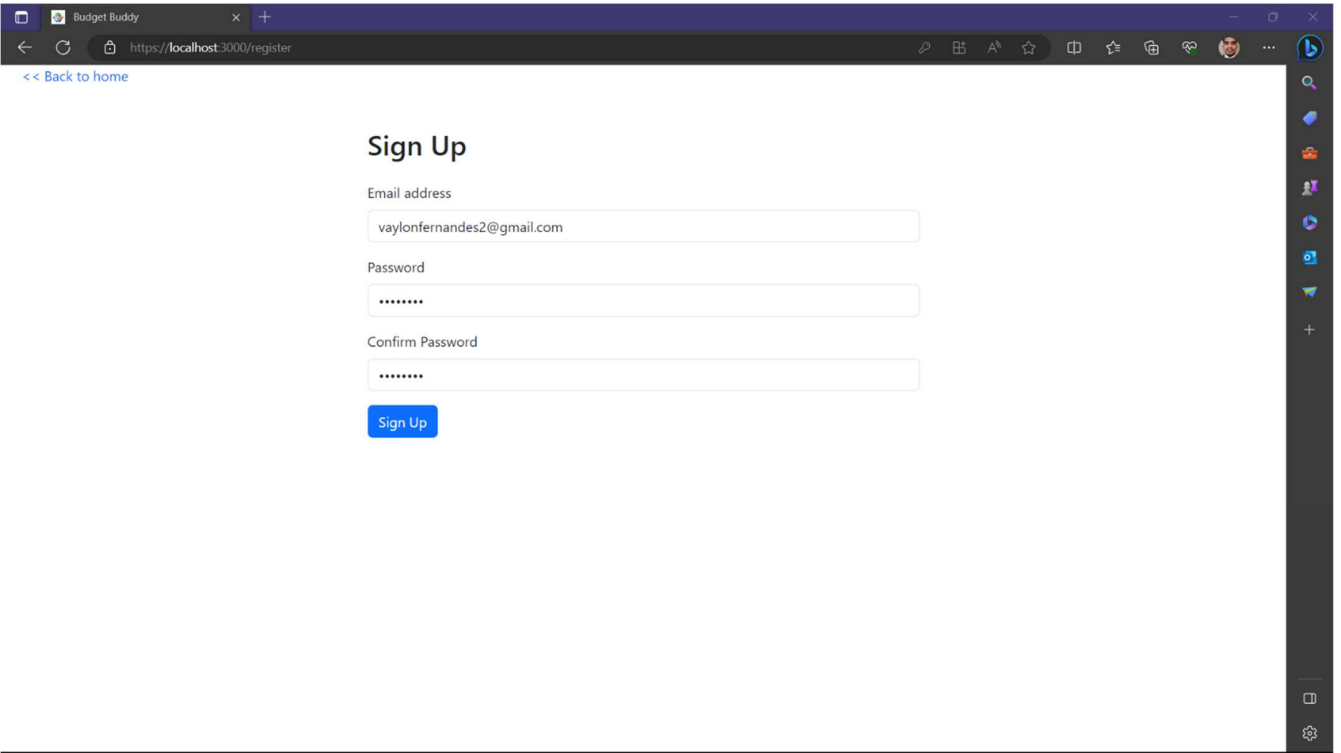 Budget Buddy
https://localhost:3000/register
<< Back to home
Sign Up
Email address
vaylonfernandes2@gmail.com
Password
••••••••
Confirm Password
••••••••
Sign Up